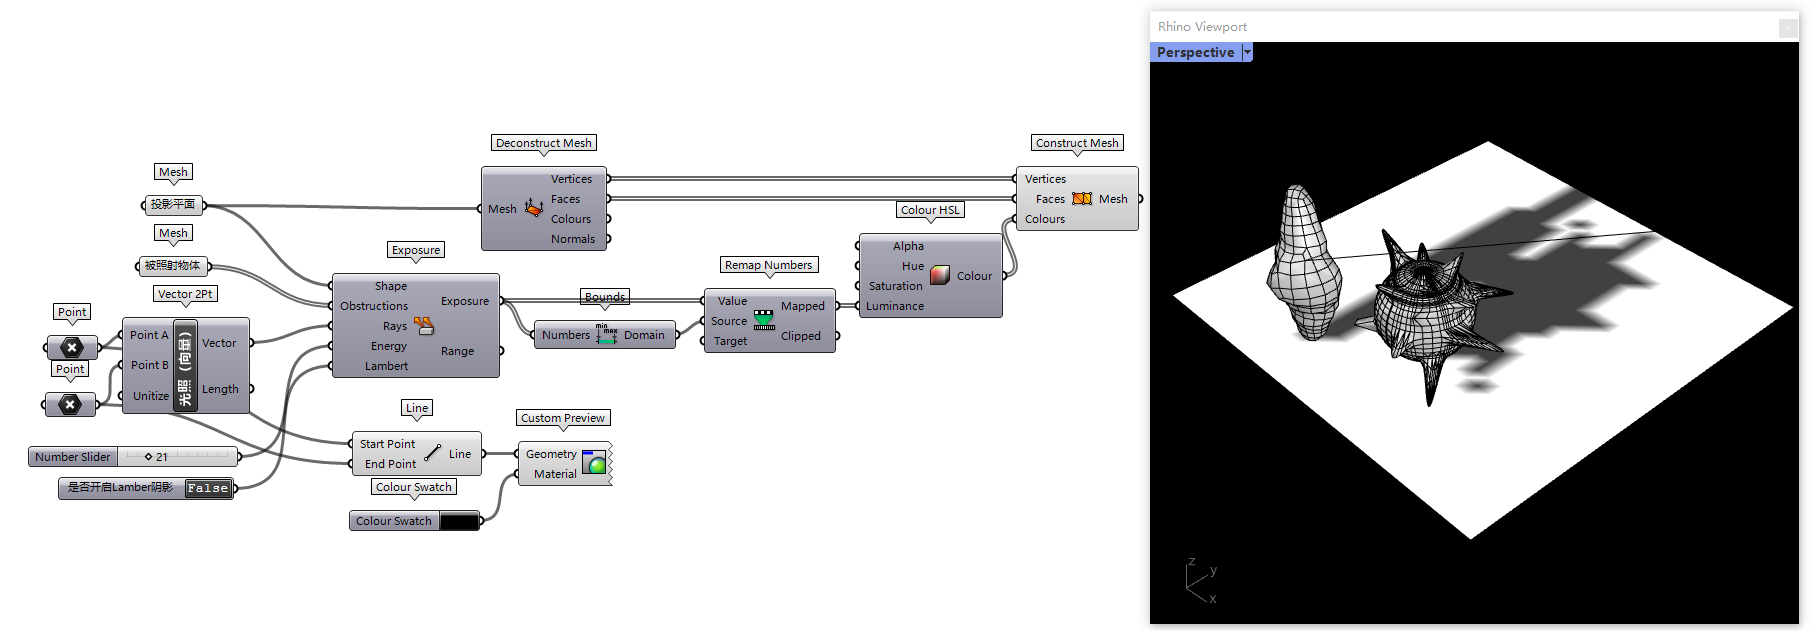 Rhino Viewport
Perspective
Deconstruct Mesh
Construct Mesh
Mesh
Vertices
Faces
Colours
Normals
Vertices
Faces
Colours
Mesh
Mesh
投影平面
Mesh
被照射物体
Colour HSL
Alpha
Hue
Saturation
Luminance
Colour
Exposure
Shape
Obstructions
Rays
Energy
Lambert
Exposure
Range
Remap Numbers
Value
Source
Target
Mapped
Clipped
Bounds
Numbers
min
max
Domain
Vector 2Pt
Point
Point
Point A
Point B
Unitize
光照（向里）
Vector
Length
Line
Start Point
End Point
Line
Custom Preview
Geometry
Material
Number Slider
21
是否开启Lamber阴影
False
Colour Swatch
Colour Swatch
z
y
x